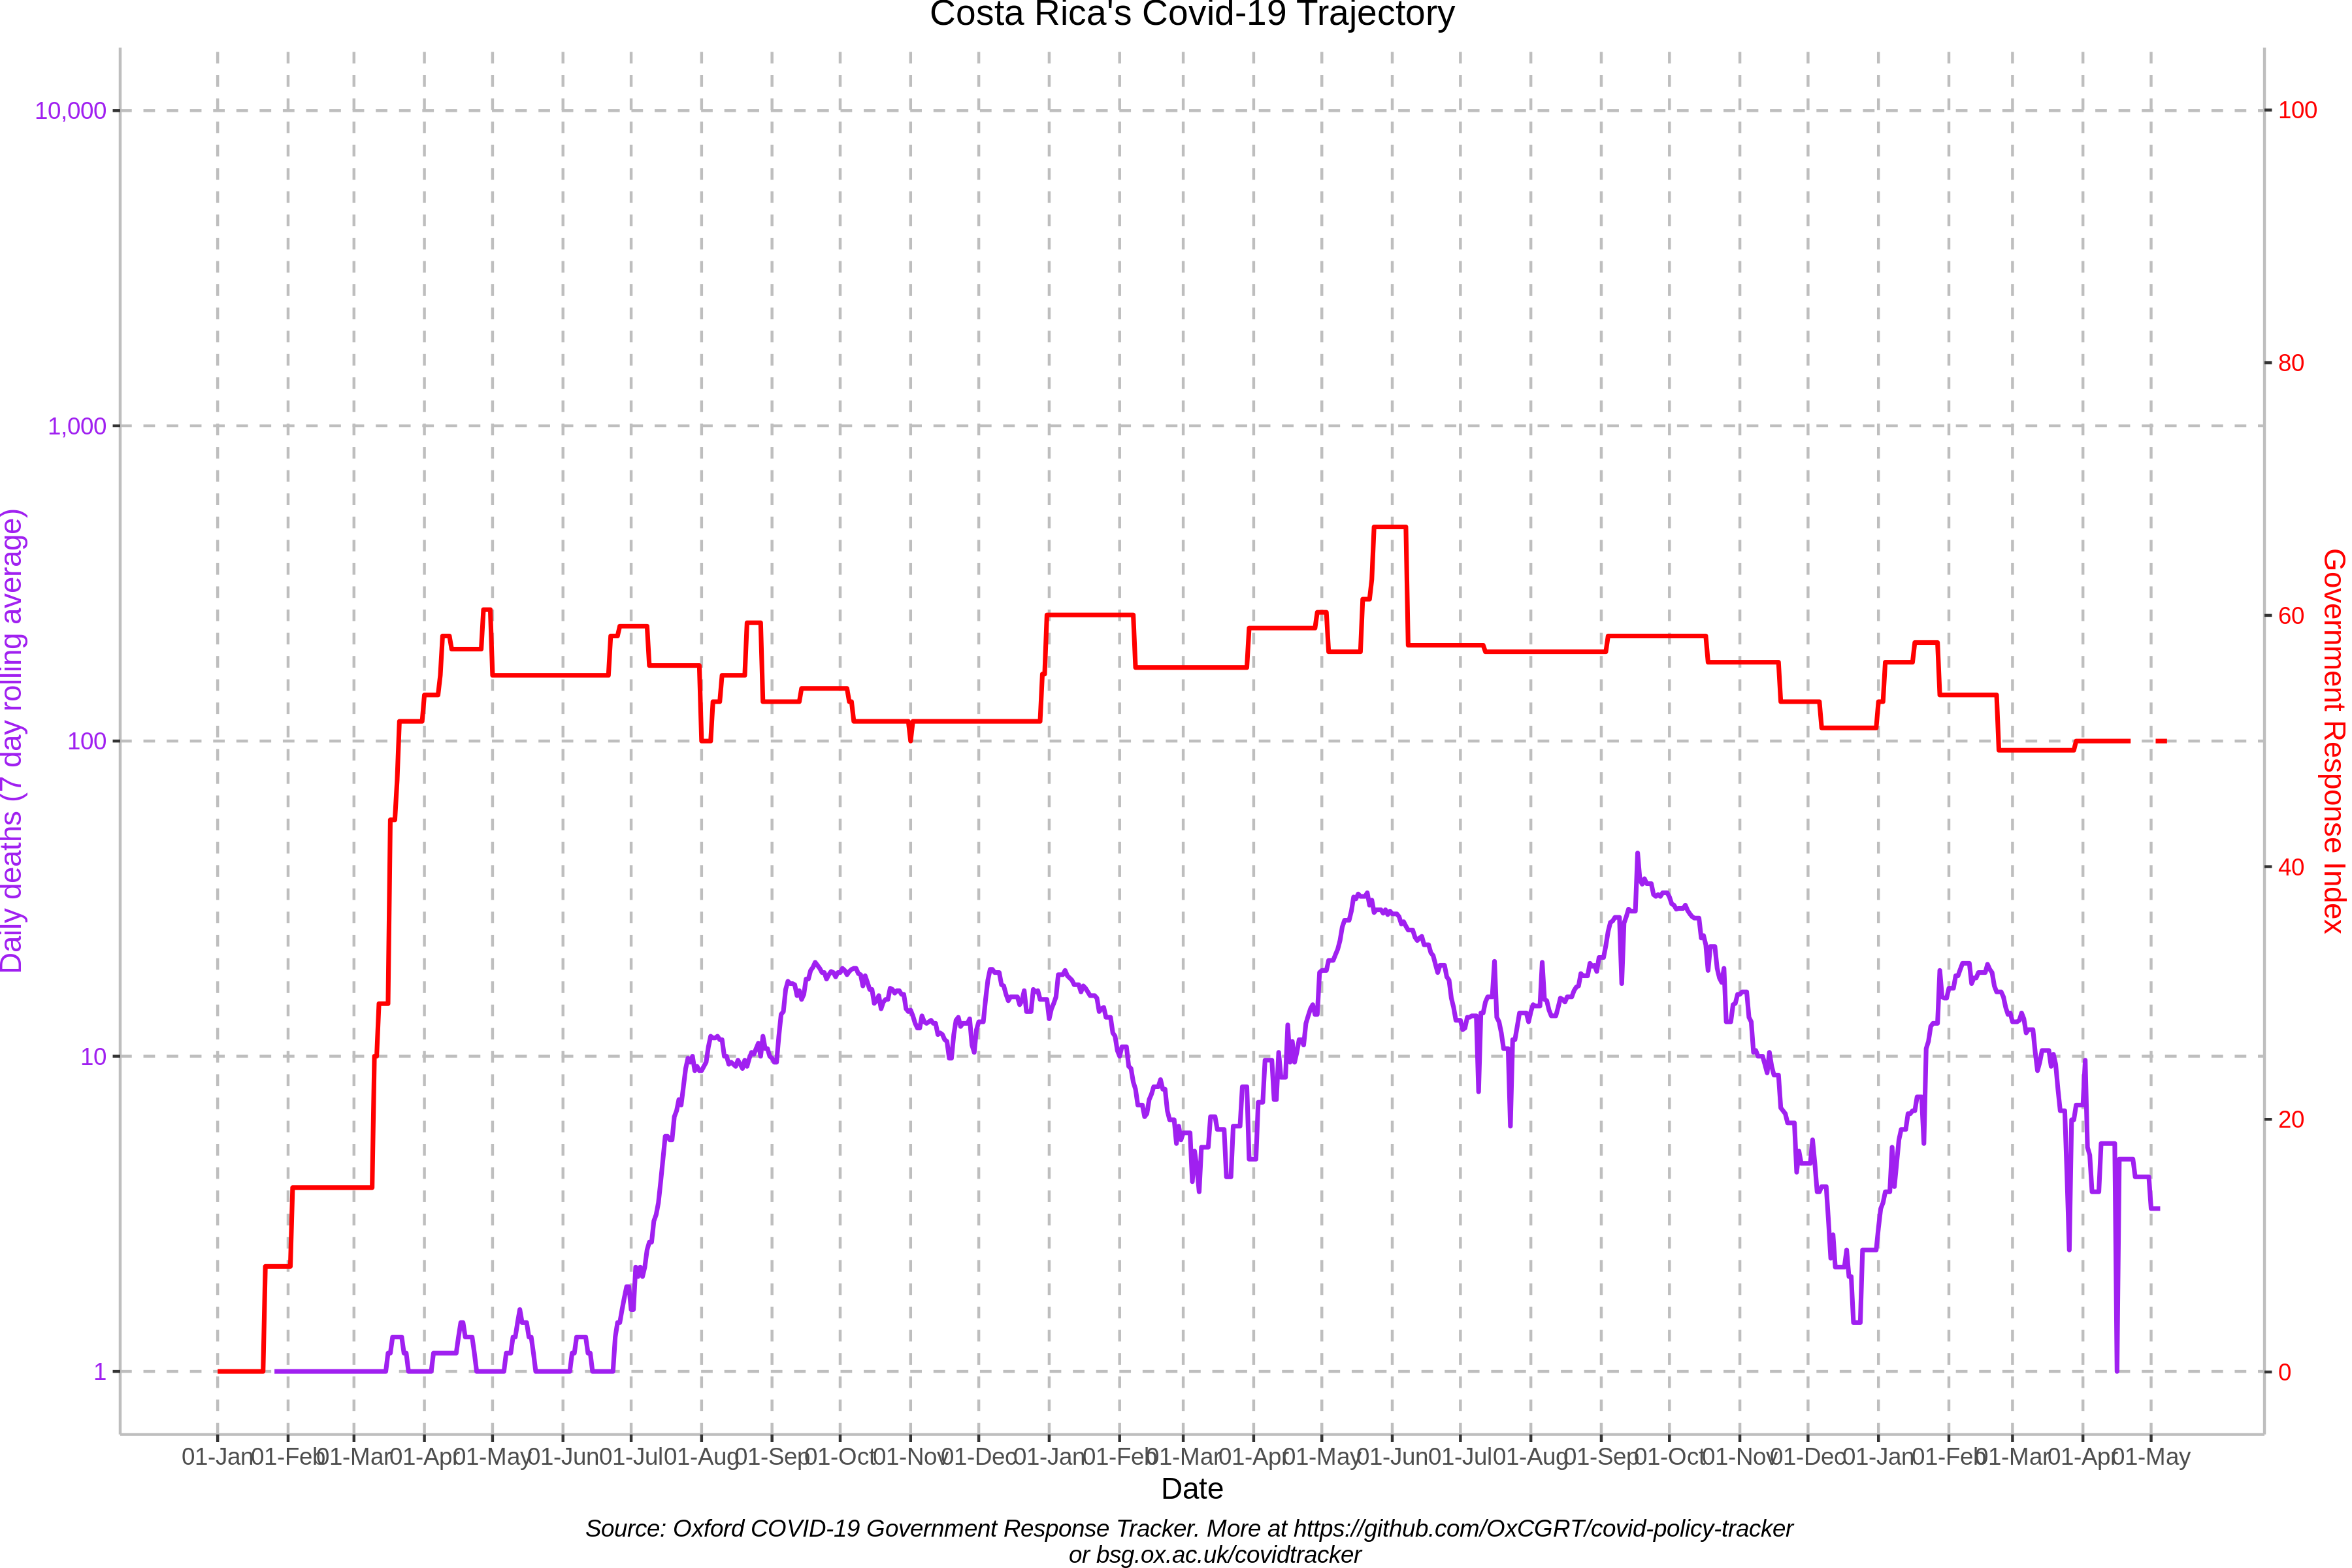 Costa Rica's Covid-19 Trajectory
10,000
1,000
100
10
1
Daily deaths (7 day rolling average)
100
80
60
40
20
0
Government Response Index
01-Jan 01-Feb 01-Mar 01-Apr 01-May 01-Jun 01-Jul 01-Aug 01-Sep 01-Oct 01-Nov 01-Dec 01-Jan 01-Feb 01-Mar 01-Apr 01-May 01-Jun 01-Jul 01-Aug 01-Sep 01-Oct 01-Nov 01-Dec 01-Jan 01-Feb 01-Mar 01-Apr 01-May
Date
Source: Oxford COVID-19 Government Response Tracker. More at https://github.com/OxCGRT/covid-policy-tracker
or bsg.ox.ac.uk/covidtracker